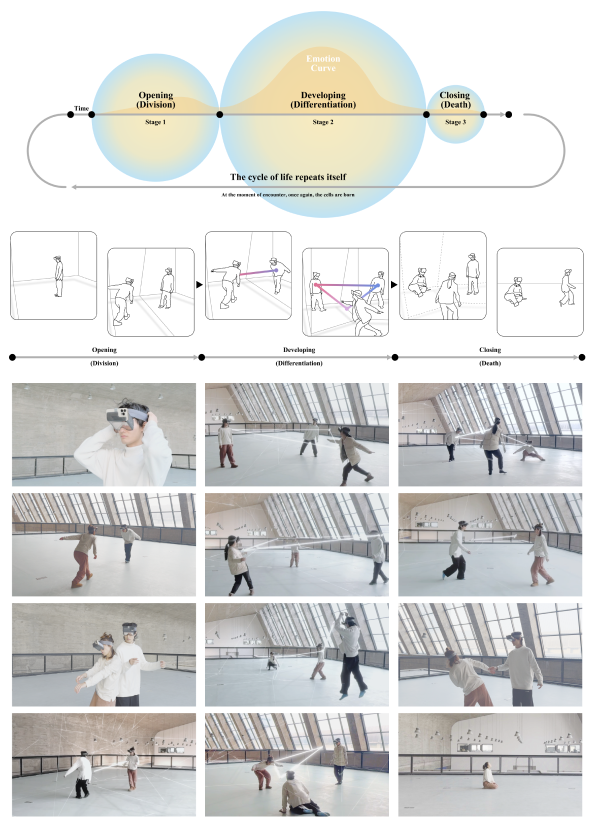 Emotion
Curve
Time
Opening
(Division)
Developing
(Differentiation)
Closing
(Death)
Stage 1
Stage 2
Stage 3
The cycle of life repeats itself
At the moment of encounter, once again, the cells are born
Opening
Developing
Closing
(Division)
(Differentiation)
(Death)